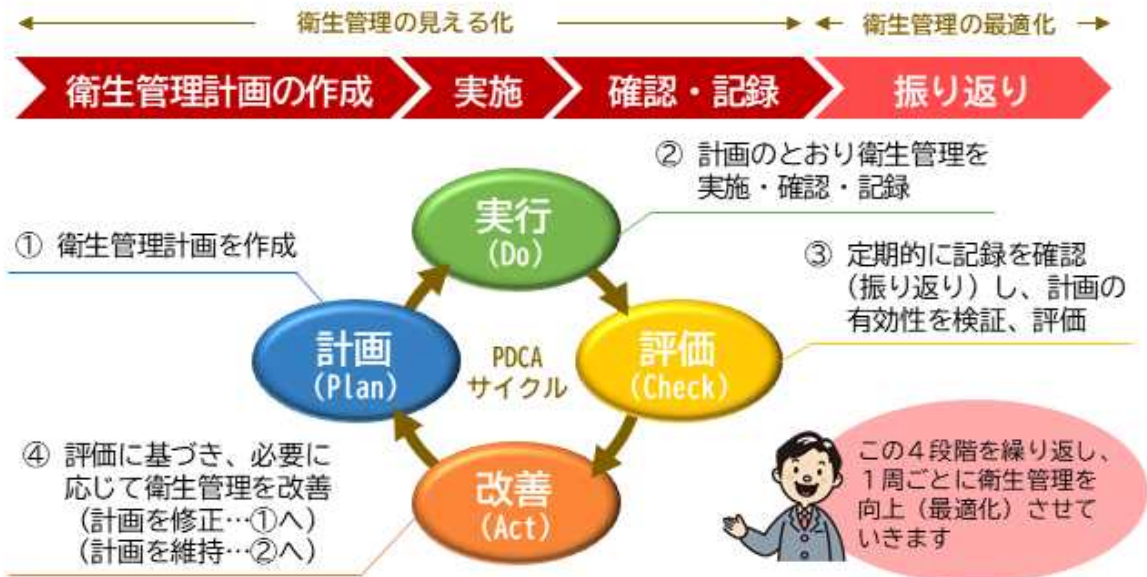 衛生管理の見える化
衛生管理の最適化
衛生管理計画の作成
実施
確認・記録
振り返り
② 計画のとおり衛生管理を
実施・確認・記録
実行
(Do)
① 衛生管理計画を作成
③ 定期的に記録を確認
(振り返り)し、計画の
有効性を検証、評価
計画
(Plan)
PDCA
サイクル
評価
(Check)
④ 評価に基づき、必要に
応じて衛生管理を改善
(計画を修正…①へ)
(計画を維持…②へ)
改善
(Act)
この4段階を繰り返し、
1周ごとに衛生管理を
向上(最適化)させて
いきます